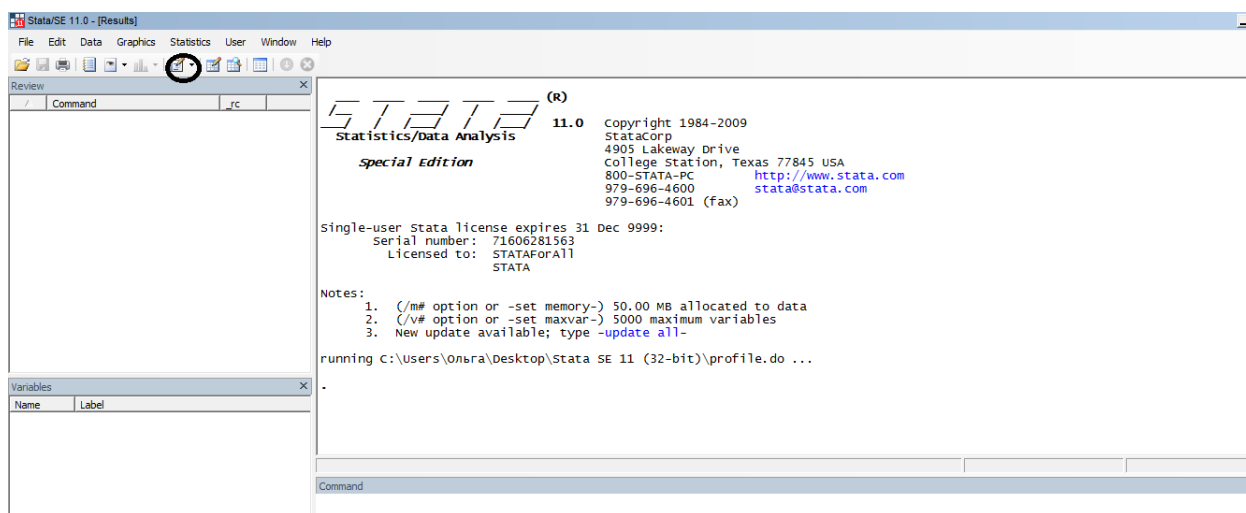 Stata/SE 11.0 - [Results]
File Edit Data Graphics Statistics User Window Help
Review
Command _rc
(R)
STATA 11.0 Copyright 1984-2009
Statistics/Data Analysis StataCorp
4905 Lakeway Drive
Special Edition College Station, Texas 77845 USA
800-STATA-PC http://www.stata.com
979-696-4600 stata@stata.com
979-696-4601 (fax)
Single-user Stata license expires 31 Dec 9999:
Serial number: 71606281563
Licensed to: STATAForAll
STATA
Notes:
1. (/m# option or -set memory-) 50.00 MB allocated to data
2. (/v# option or -set maxvar-) 5000 maximum variables
3. New update available; type -update all-
running C:\Users\Ольга\Desktop\Stata SE 11 (32-bit)\profile.do ...
.
Variables
Name Label
Command